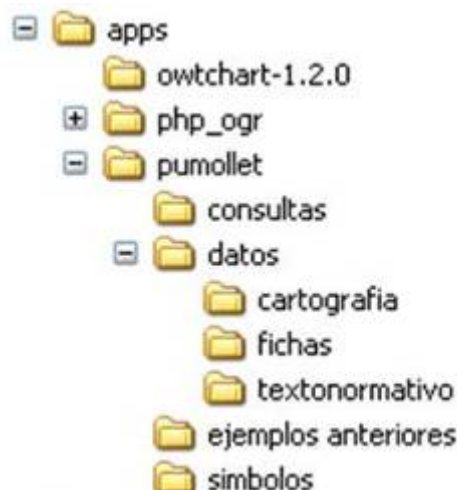 apps
owtchart-1.2.0
php_ogr
pumollet
consultas
datos
cartografia
fichas
textonormativo
ejemplos anteriores
simbolos